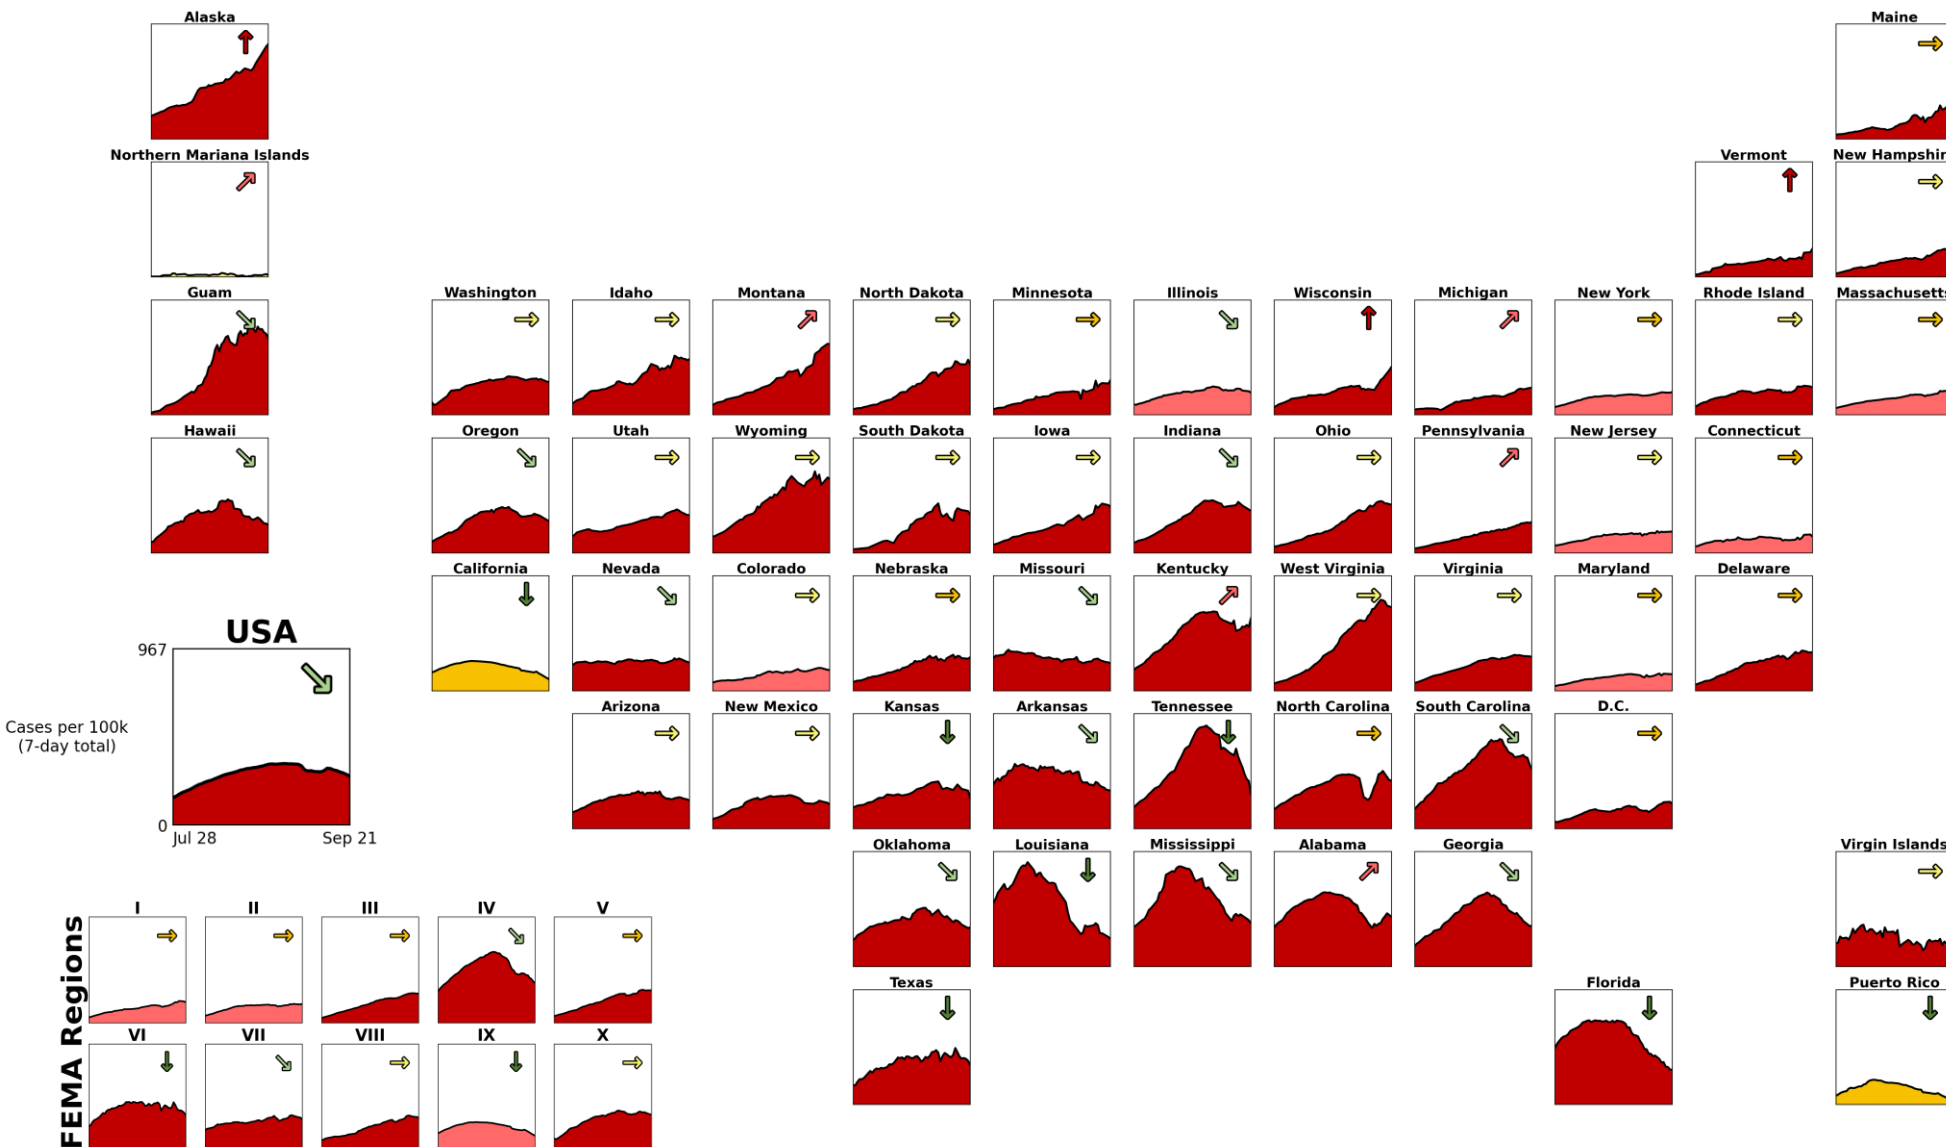 Alaska
Maine
Northern Mariana Islands
Vermont
New Hampshir
Guam
Washington
Idaho
Montana
North Dakota
Minnesota
Illinois
Wisconsin
Michigan
New York
Rhode Island
Massachusetts
Hawaii
Oregon
Utah
Wyoming
South Dakota
Iowa
Indiana
Ohio
Pennsylvania
New Jersey
Connecticut
California
Nevada
Colorado
Nebraska
Missouri
Kentucky
West Virginia
Virginia
Maryland
Delaware
USA
967
Cases per 100k
(7-day total)
0
Jul 28
Sep 21
Arizona
New Mexico
Kansas
Arkansas
Tennessee
North Carolina
South Carolina
D.C.
Oklahoma
Louisiana
Mississippi
Alabama
Georgia
Virgin Islands
Texas
Florida
Puerto Rico
FEMA Regions
I
II
III
IV
V
VI
VII
VIII
IX
X